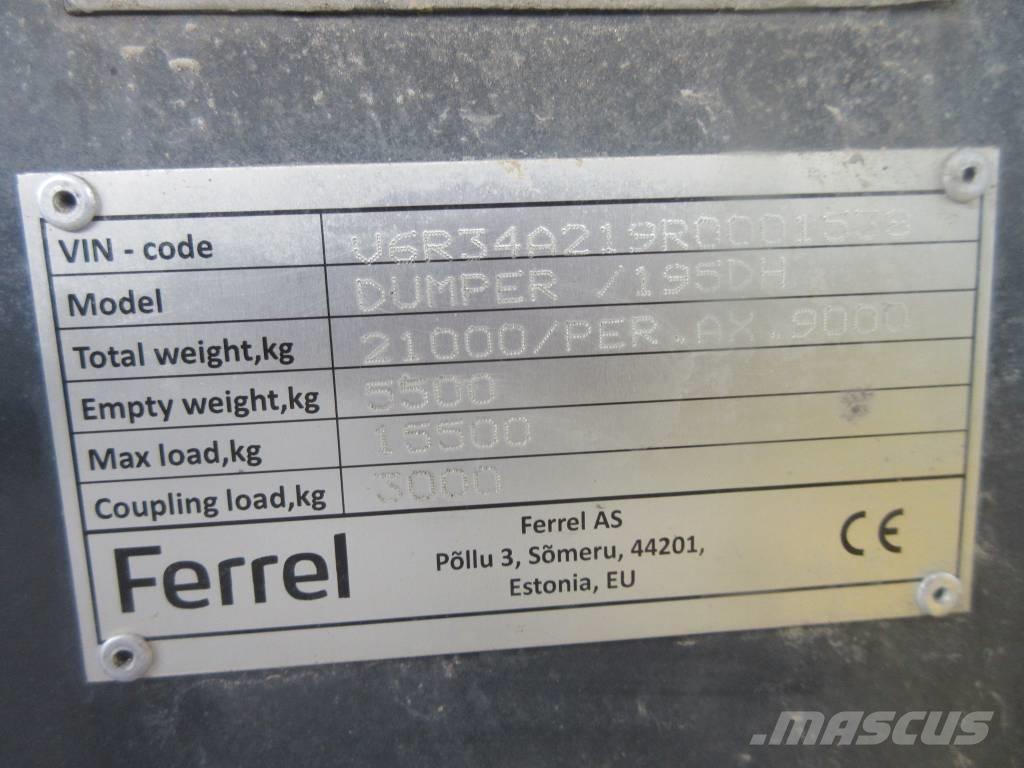 VIN - code V6R34A219R0001538
Model DUMPER /195DH
Total weight,kg 21000/PER.AX.9000
Empty weight,kg 5500
Max load,kg 15500
Coupling load,kg 3000
Ferrel
Ferrel AS
Põllu 3, Sõmeru, 44201,
Estonia, EU
CE
MASCUS